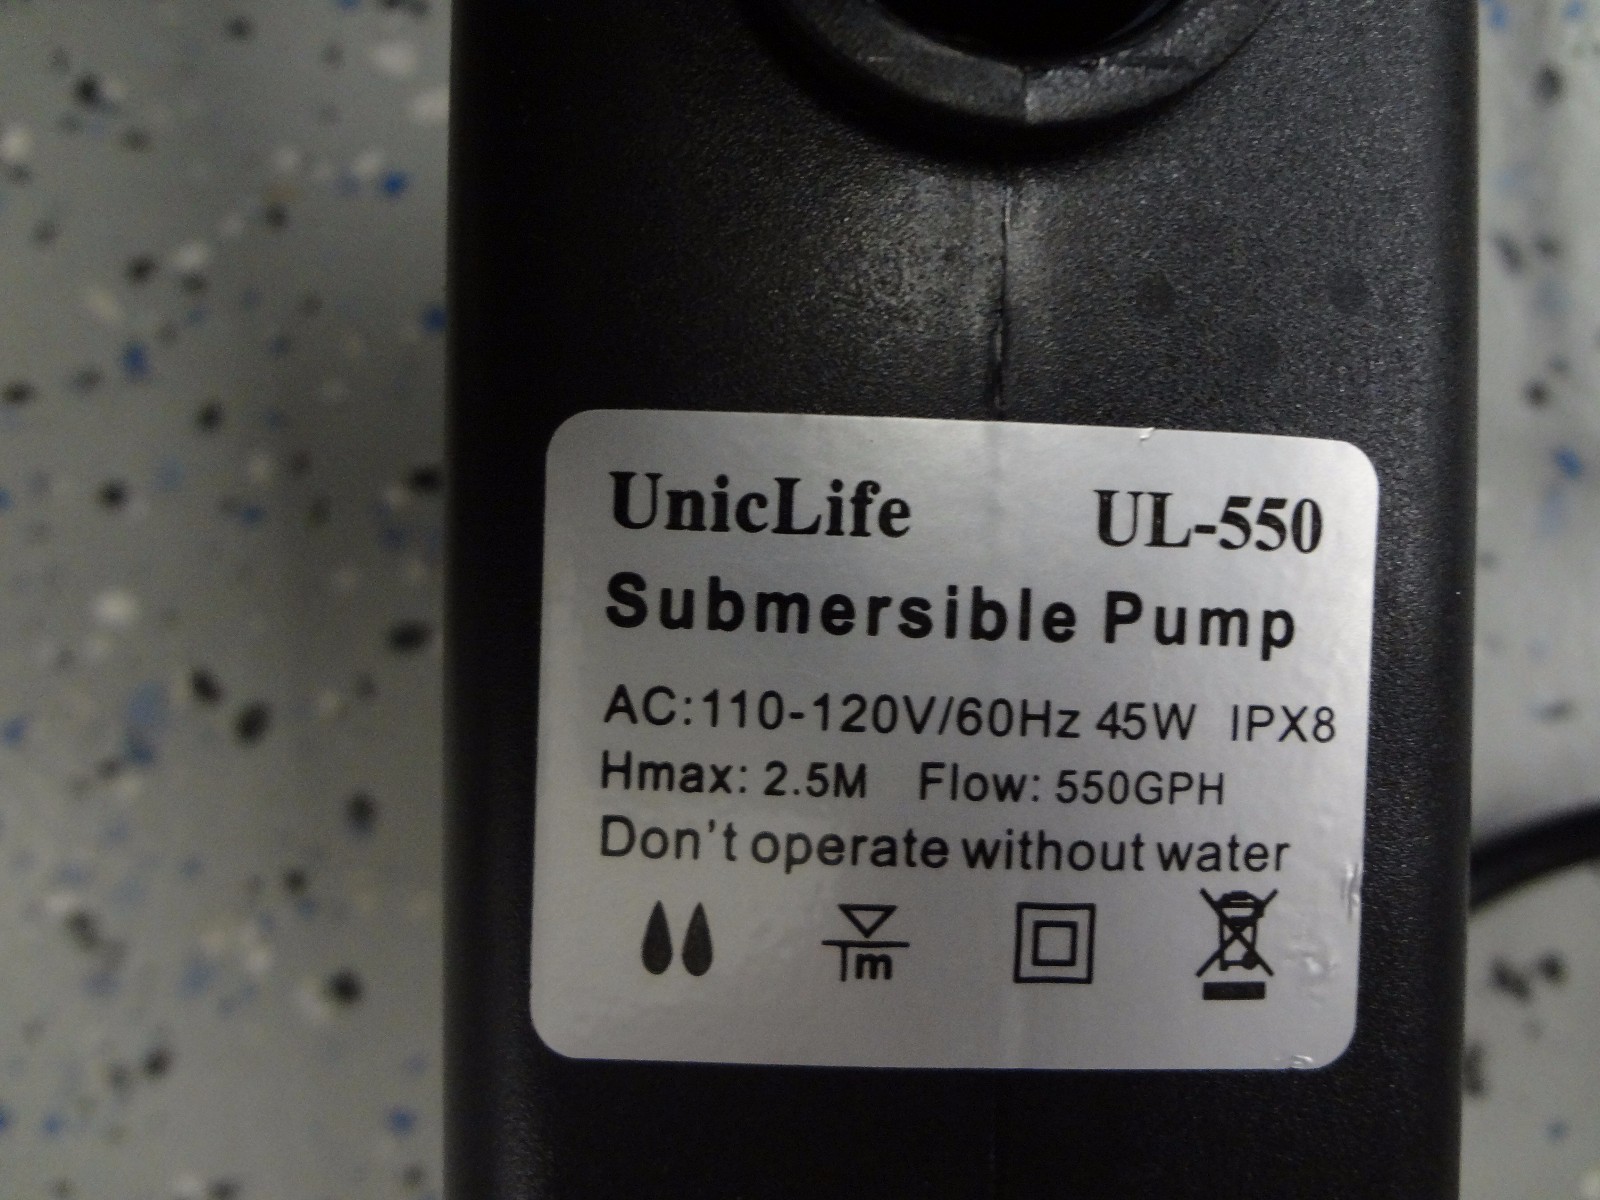 UnicLife UL-550
Submersible Pump
AC:110-120V/60Hz 45W IPX8
Hmax: 2.5M Flow: 550GPH
Don't operate without water
m